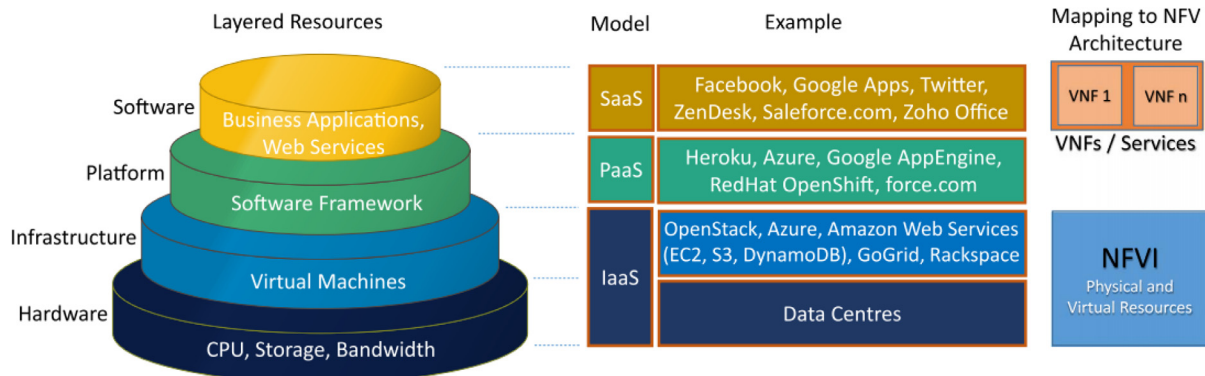 Layered Resources
Model
Example
Mapping to NFV
Architecture
Software
Business Applications,
Web Services
SaaS
Facebook, Google Apps, Twitter,
ZenDesk, Saleforce.com, Zoho Office
VNF 1
VNF n
VNFs / Services
Platform
Software Framework
PaaS
Heroku, Azure, Google AppEngine,
RedHat OpenShift, force.com
Infrastructure
Virtual Machines
IaaS
OpenStack, Azure, Amazon Web Services
(EC2, S3, DynamoDB), GoGrid, Rackspace
NFVI
Physical and
Virtual Resources
Hardware
CPU, Storage, Bandwidth
Data Centres